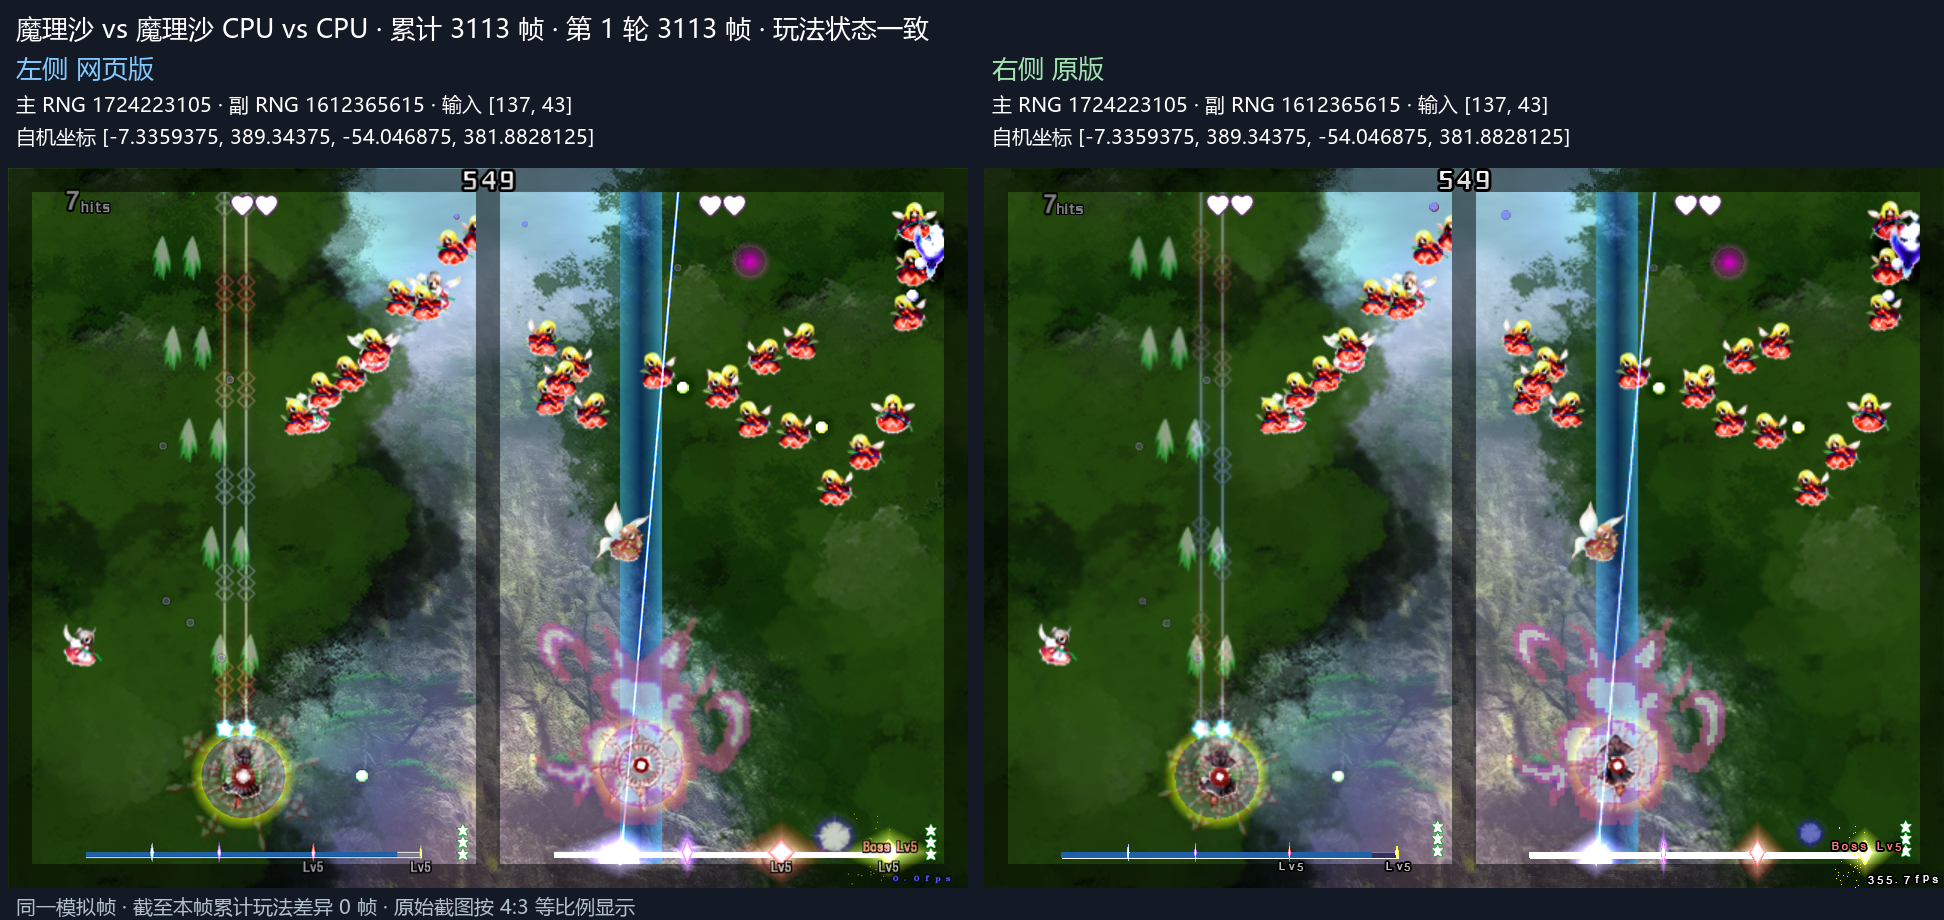 魔理沙 vs 魔理沙 CPU vs CPU · 累计 3113 帧 · 第 1 轮 3113 帧 · 玩法状态一致
左侧 网页版
主 RNG 1724223105 · 副 RNG 1612365615 · 输入 [137, 43]
自机坐标 [-7.3359375, 389.34375, -54.046875, 381.8828125]
右侧 原版
主 RNG 1724223105 · 副 RNG 1612365615 · 输入 [137, 43]
自机坐标 [-7.3359375, 389.34375, -54.046875, 381.8828125]
549
7hits
Boss Lv5
Lv5
Lv5
Lv5
Lv5
0.0fps
549
7hits
Boss Lv5
Lv5
Lv5
355.7fps
同一模拟帧 · 截至本帧累计玩法差异 0 帧 · 原始截图按 4:3 等比例显示